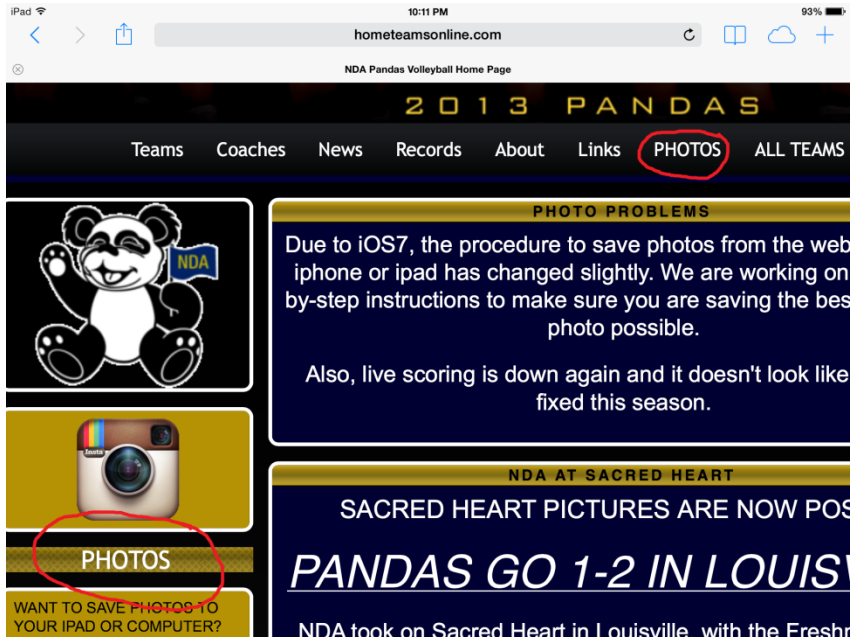 iPad 10:11 PM 93%
hometeamsonline.com
NDA Pandas Volleyball Home Page
2013 PANDAS
Teams Coaches News Records About Links PHOTOS ALL TEAMS
NDA
Insta
PHOTOS
WANT TO SAVE PHOTOS TO
YOUR IPAD OR COMPUTER?
PHOTO PROBLEMS
Due to iOS7, the procedure to save photos from the web
iphone or ipad has changed slightly. We are working on
by-step instructions to make sure you are saving the bes
photo possible.
Also, live scoring is down again and it doesn't look like
fixed this season.
NDA AT SACRED HEART
SACRED HEART PICTURES ARE NOW POS
PANDAS GO 1-2 IN LOUISV
NDA took on Sacred Heart in Louisville, with the Freshm